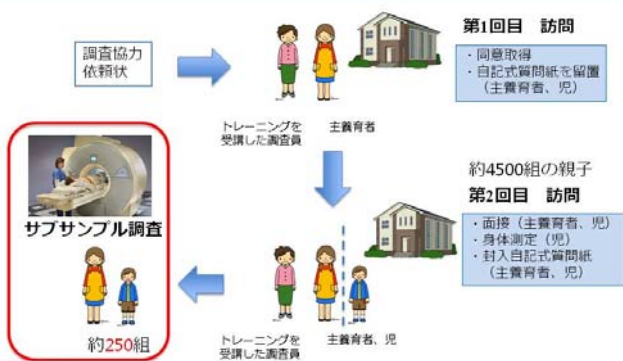 調査協力
依頼状
第1回目 訪問
・同意取得
・自記式質問紙を留置
（主養育者、児）
トレーニングを
受講した調査員
主養育者
約4500組の親子
第2回目 訪問
・面接（主養育者、児）
・身体測定（児）
・封入自記式質問紙
（主養育者、児）
トレーニングを
受講した調査員
主養育者、児
サブサンプル調査
約250組